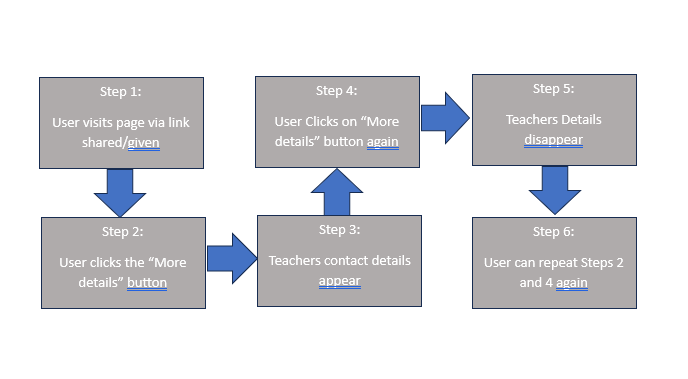 Step 1:
User visits page via link
shared/given
Step 2:
User clicks the “More
details” button
Step 3:
Teachers contact details
appear
Step 4:
User Clicks on “More
details” button again
Step 5:
Teachers Details
disappear
Step 6:
User can repeat Steps 2
and 4 again